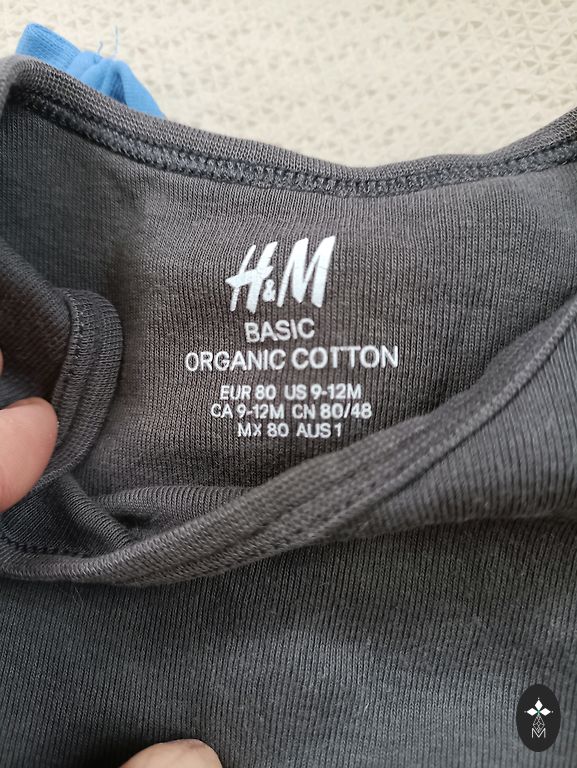 H&M
BASIC
ORGANIC COTTON
EUR 80 US 9-12M
CA 9-12M CN 80/48
MX 80 AUS 1
M